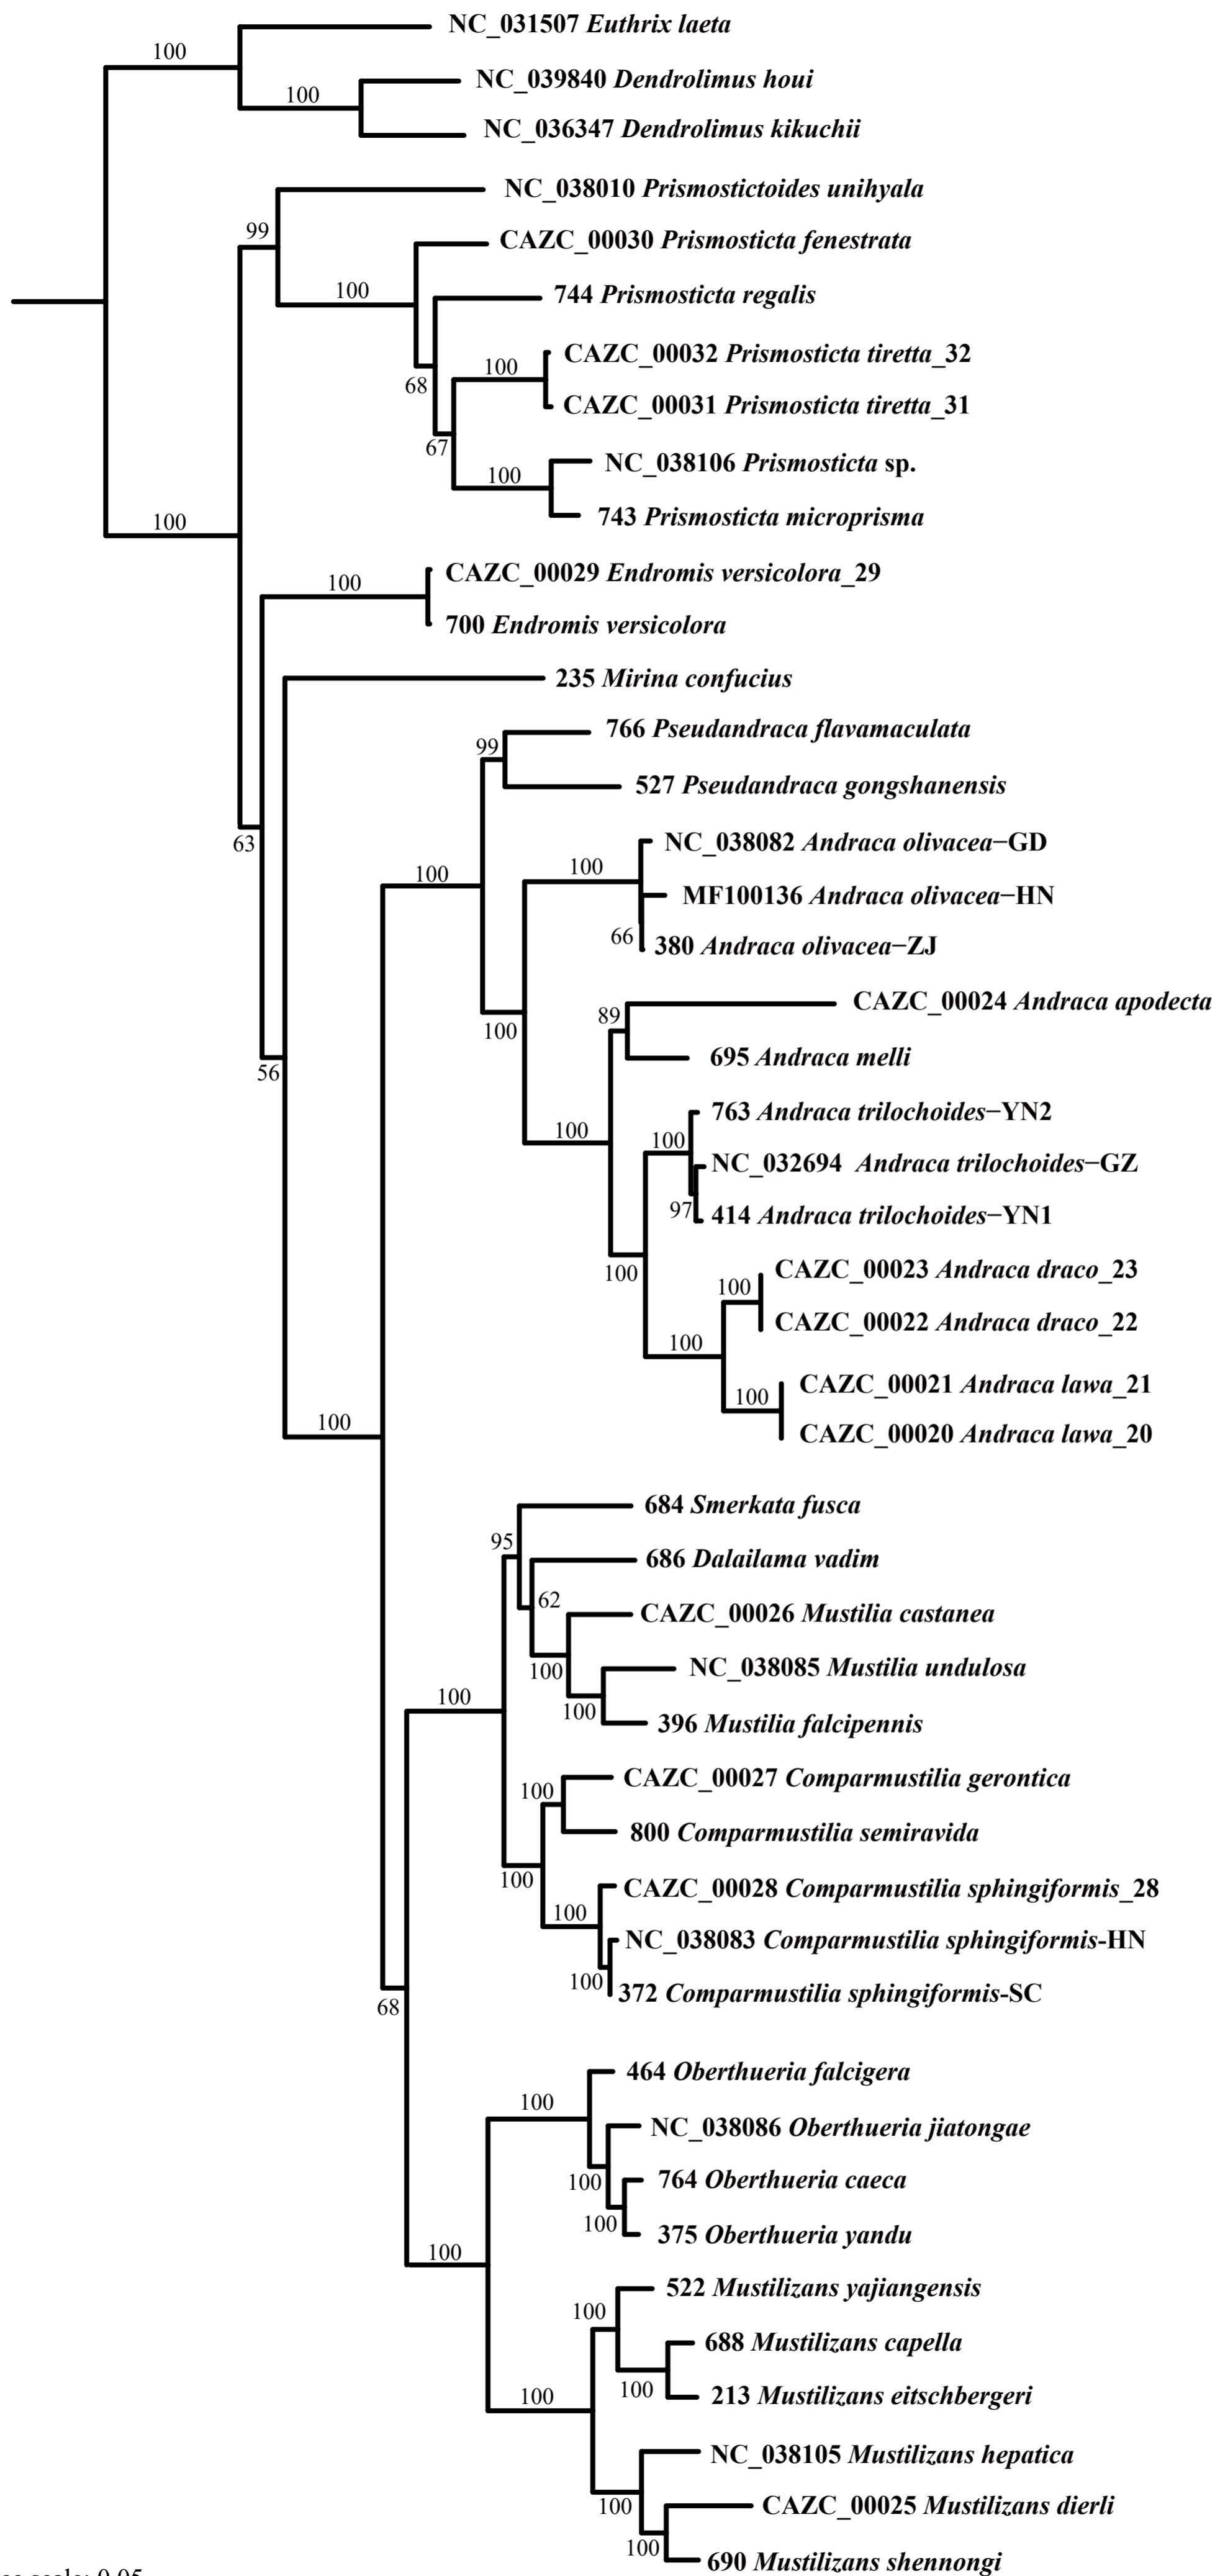 NC_031507 Euthrix laeta
100
NC_039840 Dendrolimus houi
100
NC_036347 Dendrolimus kikuchii
NC_038010 Prismostictoides unihyala
99
CAZC_00030 Prismosticta fenestrata
100
744 Prismosticta regalis
CAZC_00032 Prismosticta tiretta_32
100
68
CAZC_00031 Prismosticta tiretta_31
67
NC_038106 Prismosticta sp.
100
743 Prismosticta microprisma
100
CAZC_00029 Endromis versicolora_29
100
700 Endromis versicolora
235 Mirina confucius
766 Pseudandraca flavamaculata
99
527 Pseudandraca gongshanensis
63
NC_038082 Andraca olivacea−GD
100
100
MF100136 Andraca olivacea−HN
66
380 Andraca olivacea−ZJ
CAZC_00024 Andraca apodecta
89
100
695 Andraca melli
56
763 Andraca trilochoides−YN2
100
100
NC_032694 Andraca trilochoides−GZ
97
414 Andraca trilochoides−YN1
CAZC_00023 Andraca draco_23
100
100
CAZC_00022 Andraca draco_22
100
CAZC_00021 Andraca lawa_21
100
100
CAZC_00020 Andraca lawa_20
684 Smerkata fusca
95
686 Dalailama vadim
62
CAZC_00026 Mustilia castanea
NC_038085 Mustilia undulosa
100
100
100
396 Mustilia falcipennis
CAZC_00027 Comparmustilia gerontica
100
800 Comparmustilia semiravida
100
CAZC_00028 Comparmustilia sphingiformis_28
100
NC_038083 Comparmustilia sphingiformis-HN
100
372 Comparmustilia sphingiformis-SC
68
464 Oberthueria falcigera
100
NC_038086 Oberthueria jiatongae
764 Oberthueria caeca
100
100
375 Oberthueria yandu
100
522 Mustilizans yajiangensis
100
688 Mustilizans capella
100
213 Mustilizans eitschbergeri
100
NC_038105 Mustilizans hepatica
CAZC_00025 Mustilizans dierli
100
100
690 Mustilizans shennongi
scale: 0.05